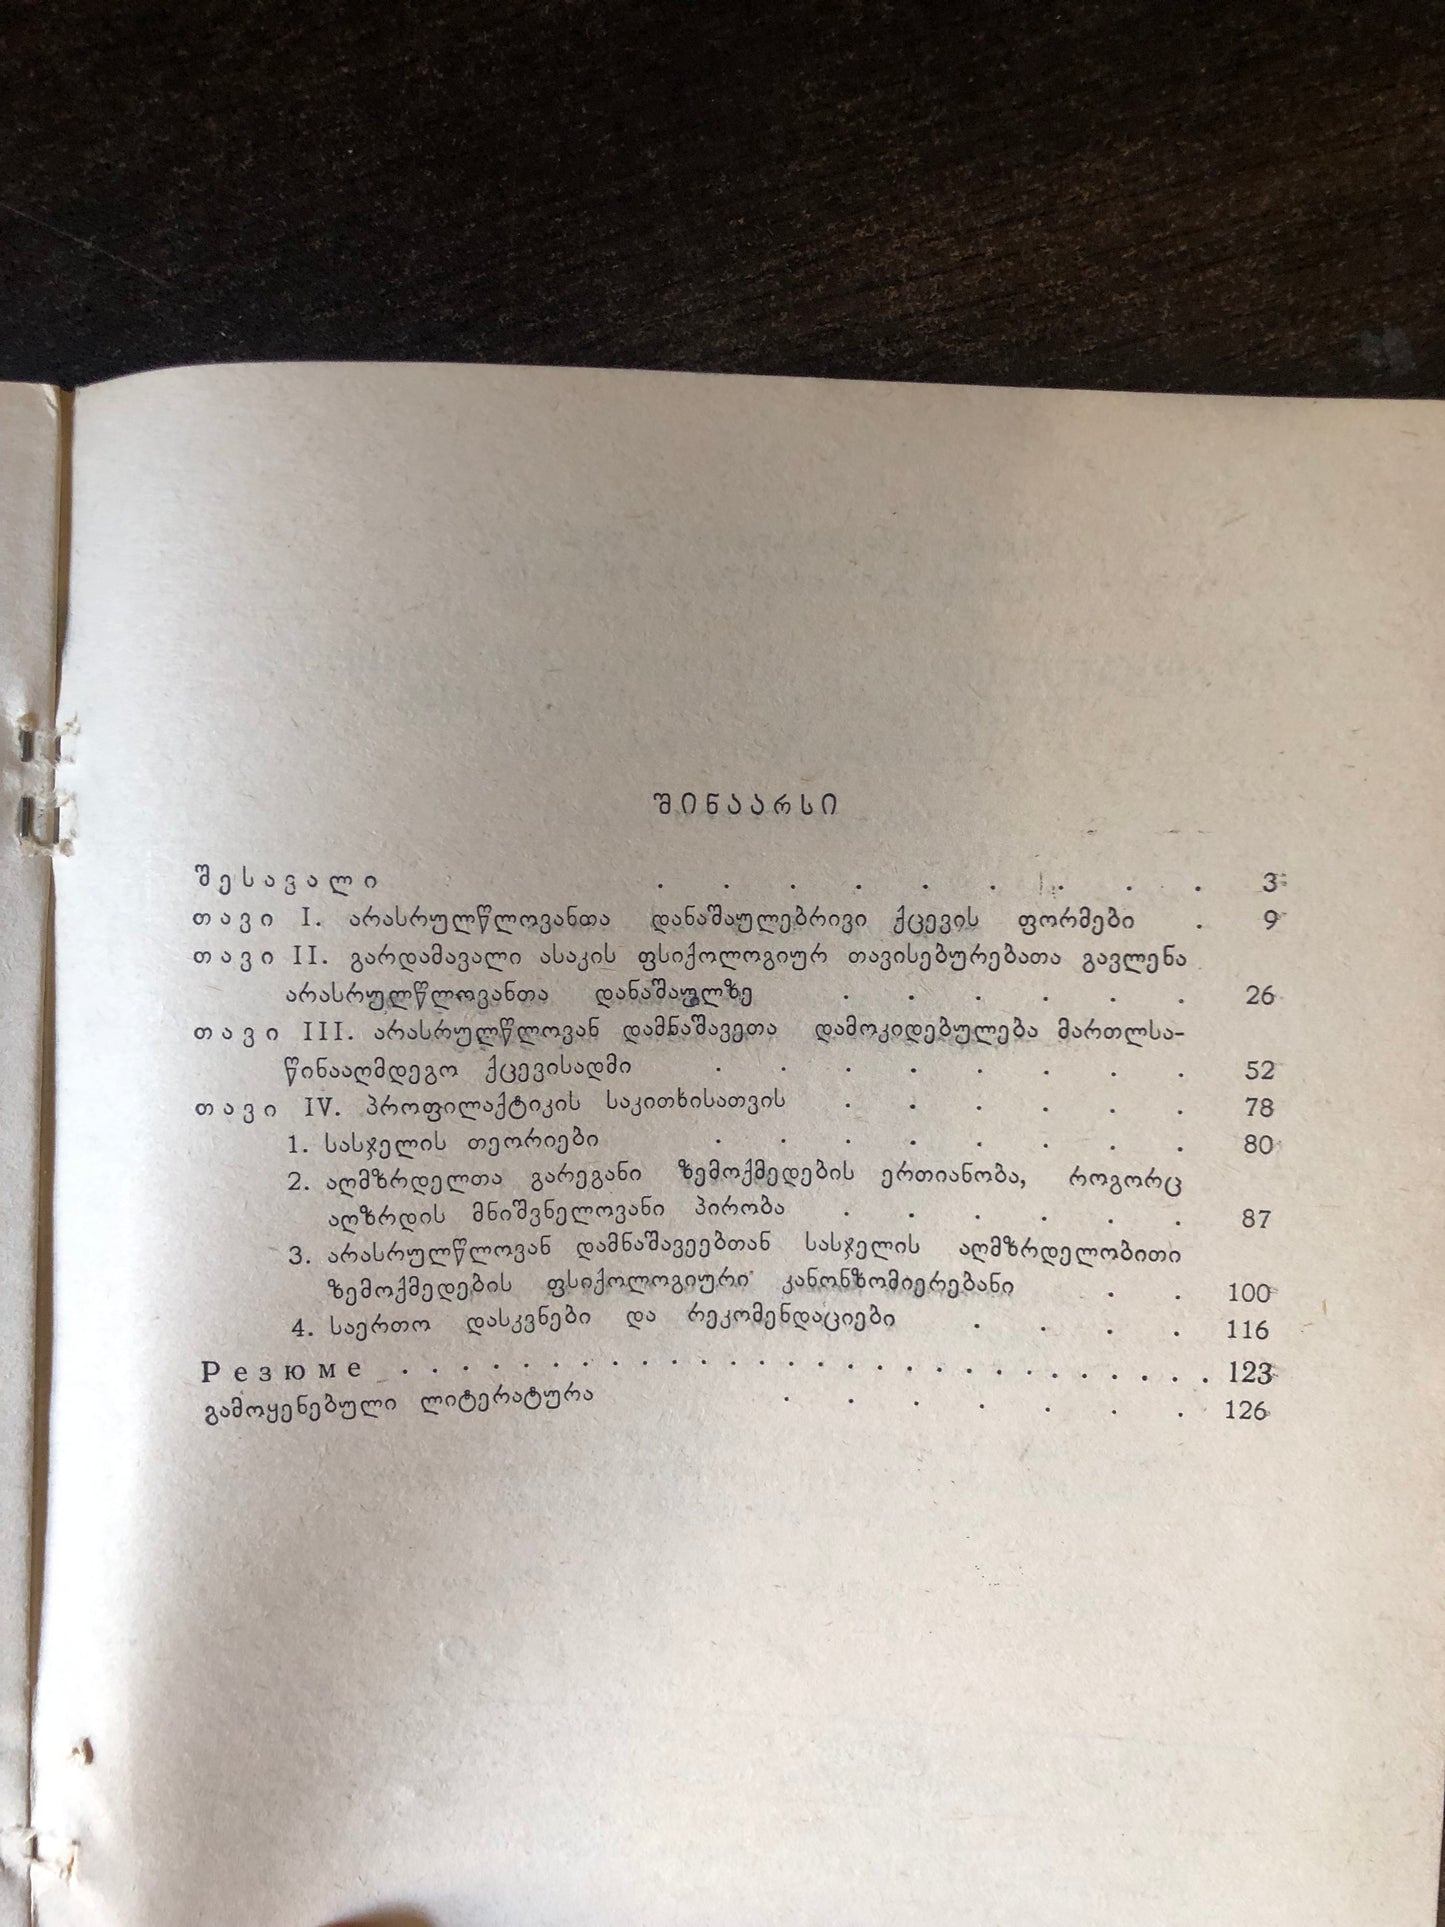 შინაარსი
შესავალი . . . . . . . . . 3
თავი I. არასრულწლოვანთა დანაშაულებრივი ქცევის ფორმები . 9
თავი II. გარდამავალი ასაკის ფსიქოლოგიურ თავისებურებათა გავლენა
არასრულწლოვანთა დანაშაულზე . . . . . . 26
თავი III. არასრულწლოვან დამნაშავეთა დამოკიდებულება მართლსა-
წინააღმდეგო ქცევისადმი . . . . . . . . 52
თავი IV. პროფილაქტიკის საკითხისათვის . . . . . . 78
1. სასჯელის თეორიები . . . . . . . . 80
2. აღმზრდელთა გარეგანი ზემოქმედების ერთიანობა, როგორც
აღზრდის მნიშვნელოვანი პირობა . . . . . . 87
3. არასრულწლოვან დამნაშავეებთან სასჯელის აღმზრდელობითი
ზემოქმედების ფსიქოლოგიური კანონზომიერებანი . . 100
4. საერთო დასკვნები და რეკომენდაციები . . . . 116
Резюме . . . . . . . . . . . . . . . . . . . . . . . . . . 123
გამოყენებული ლიტერატურა . . . . . . . 126